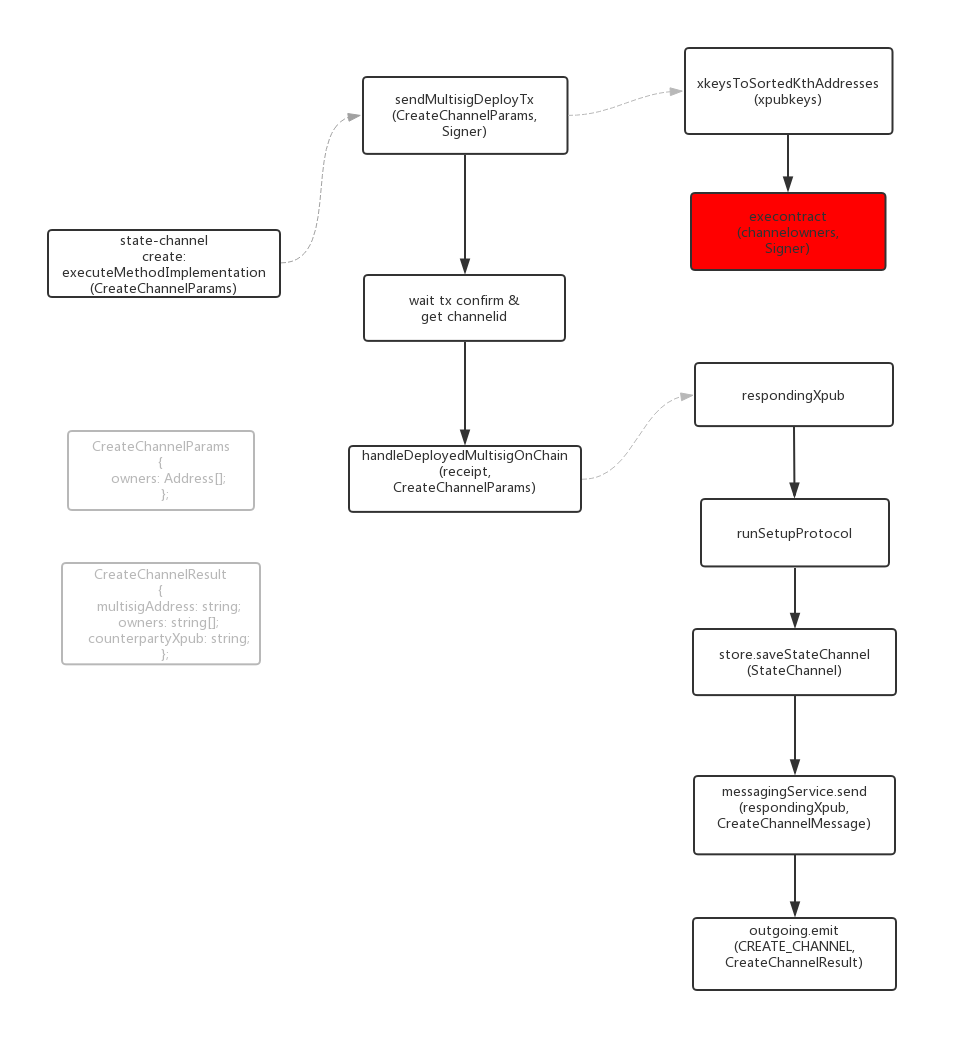 xkeysToSortedKthAddresses
(xpubkeys)
sendMultisigDeployTx
(CreateChannelParams,
Signer)
execontract
(channelowners,
Signer)
state-channel
create:
executeMethodImplementation
(CreateChannelParams)
wait tx confirm &
get channelid
respondingXpub
handleDeployedMultisigOnChain
(receipt,
CreateChannelParams)
CreateChannelParams
{
owners: Address[];
};
runSetupProtocol
CreateChannelResult
{
multisigAddress: string;
owners: string[];
counterpartyXpub: string;
};
store.saveStateChannel
(StateChannel)
messagingService.send
(respondingXpub,
CreateChannelMessage)
outgoing.emit
(CREATE_CHANNEL,
CreateChannelResult)